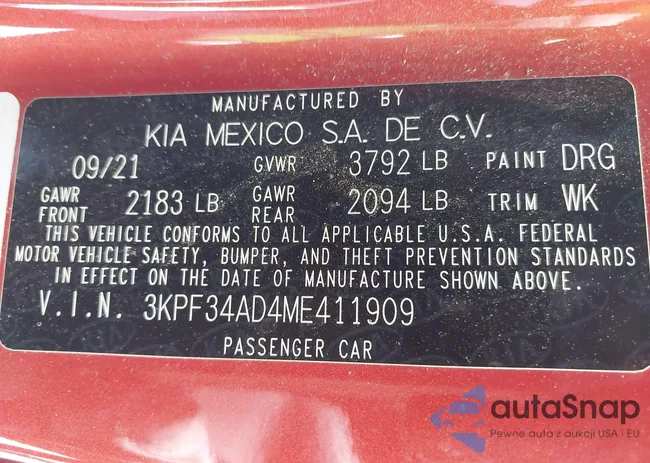 MANUFACTURED BY
KIA MEXICO S.A. DE C.V.
09/21 GVWR 3792 LB PAINT DRG
GAWR FRONT 2183 LB GAWR REAR 2094 LB TRIM WK
THIS VEHICLE CONFORMS TO ALL APPLICABLE U.S.A. FEDERAL
MOTOR VEHICLE SAFETY, BUMPER, AND THEFT PREVENTION STANDARDS
IN EFFECT ON THE DATE OF MANUFACTURE SHOWN ABOVE.
V.I.N. 3KPF34AD4ME411909
PASSENGER CAR
autaSnap
Pewne auta z aukcji USA i EU